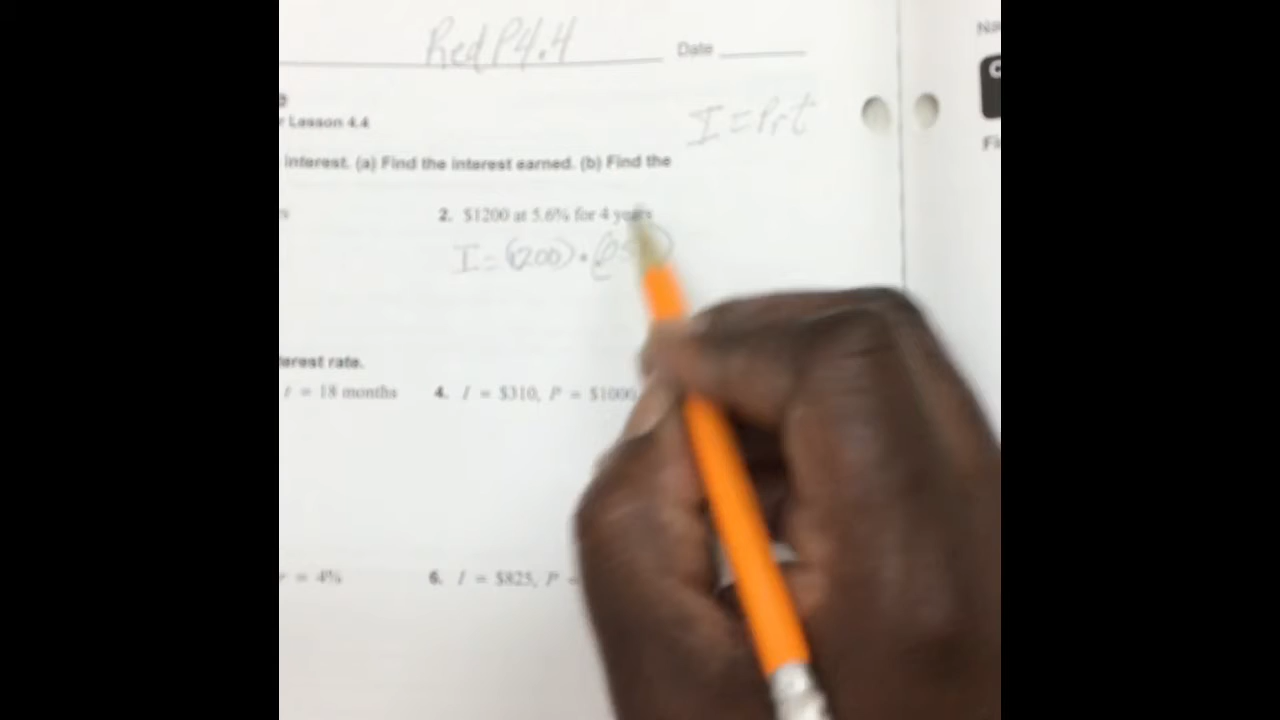 Red P4.4
Date
Lesson 4.4
I = Prt
interest. (a) Find the interest earned. (b) Find the
2. $1200 at 5.6% for 4 years
I = (1200) · (.05
terest rate.
t = 18 months
4. I = $310, P = $1000
r = 4%
6. I = $825, P =